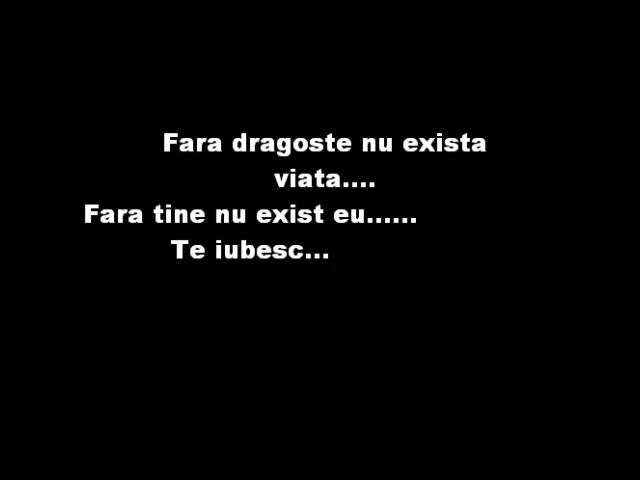 Fara dragoste nu exista
viata....
Fara tine nu exist eu......
Te iubesc...